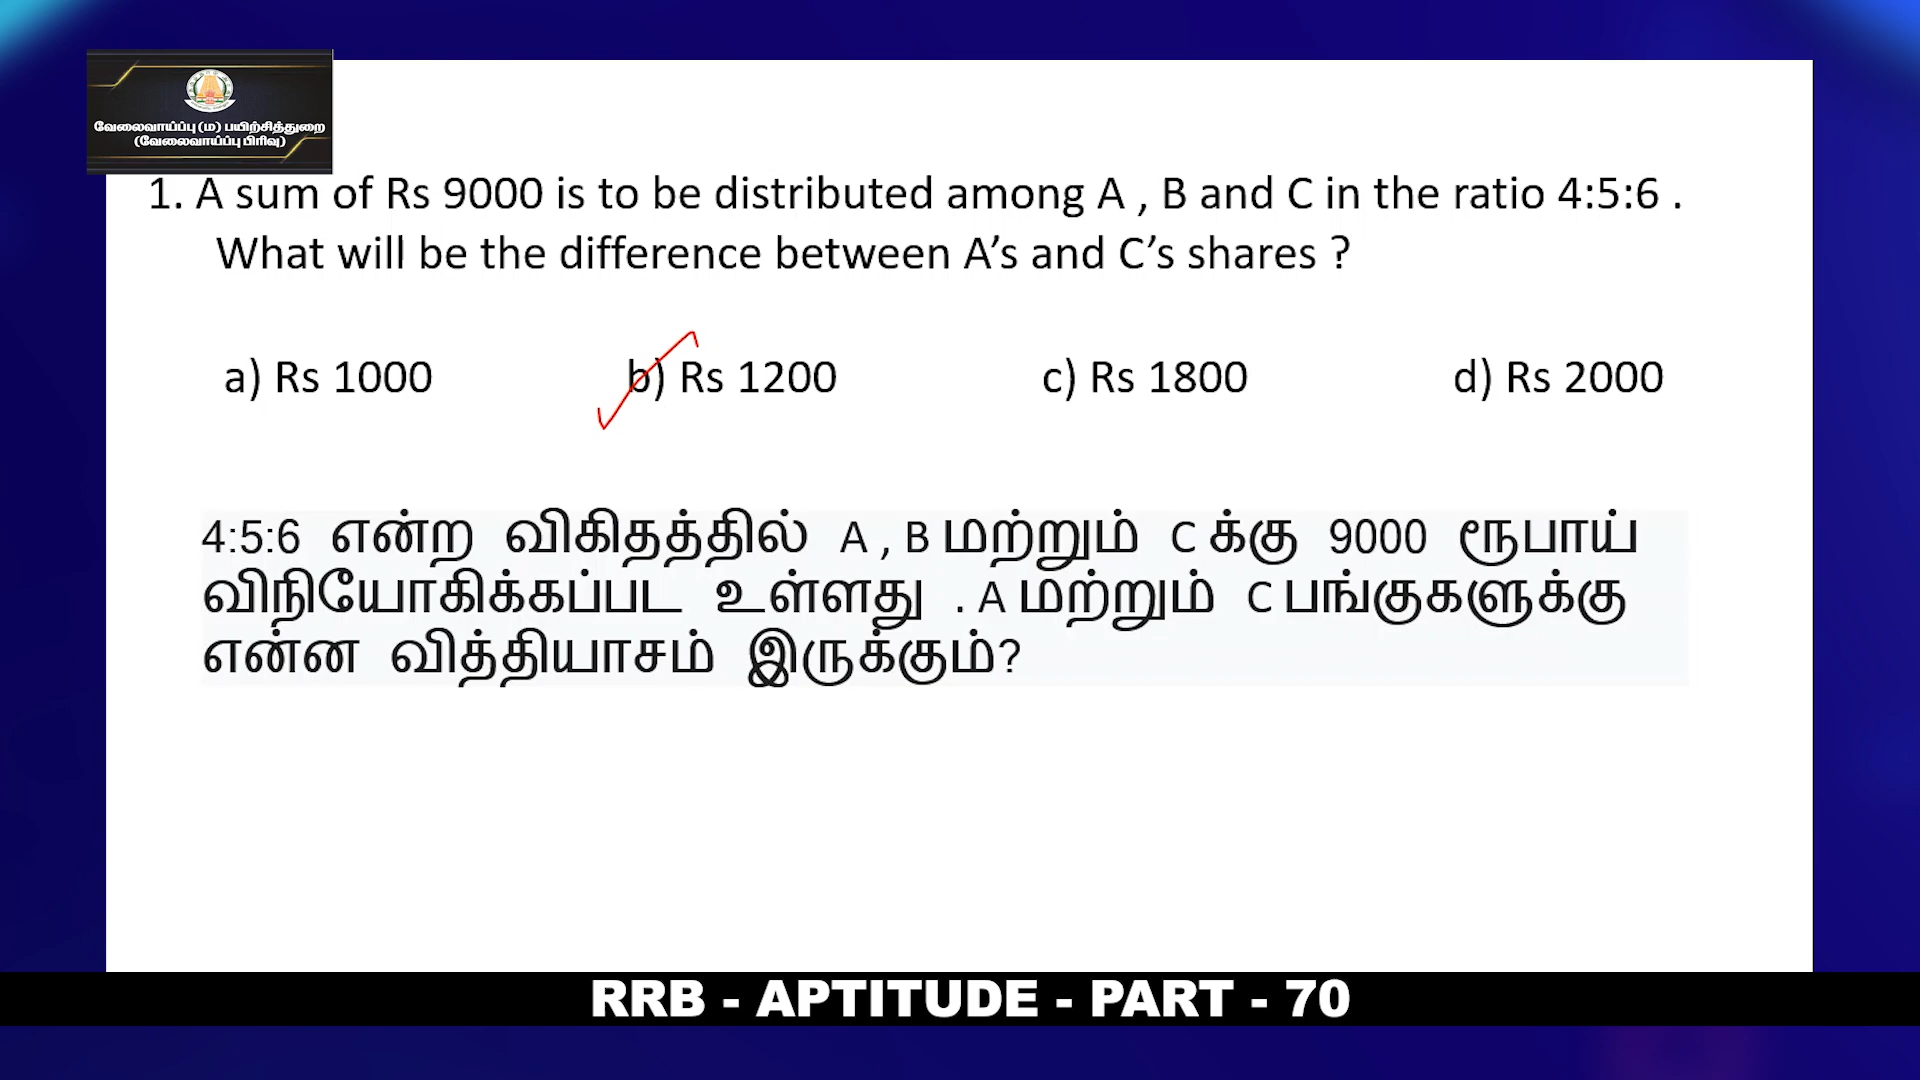 வேலைவாய்ப்பு (ம) பயிற்சித்துறை
(வேலைவாய்ப்பு பிரிவு)
1. A sum of Rs 9000 is to be distributed among A , B and C in the ratio 4:5:6 .
What will be the difference between A’s and C’s shares ?
a) Rs 1000 b) Rs 1200 c) Rs 1800 d) Rs 2000
4:5:6 என்ற விகிதத்தில் A , B மற்றும் C க்கு 9000 ரூபாய்
விநியோகிக்கப்பட உள்ளது . A மற்றும் C பங்குகளுக்கு
என்ன வித்தியாசம் இருக்கும்?
RRB - APTITUDE - PART - 70